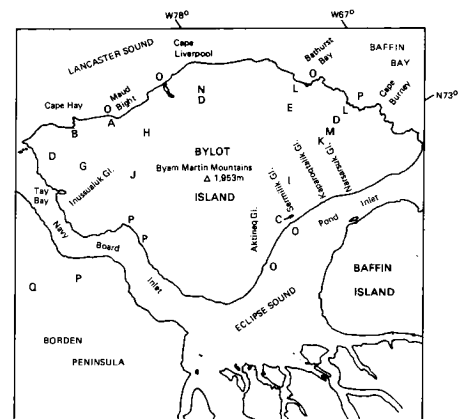 W78° W67°
LANCASTER SOUND
Cape
Liverpool
Bathurst
Bay
BAFFIN
BAY
Cape Hay
Maud
Bight
O
O
O
N
D
L
E
P
L
Cape
Burney
N73°
B
A
H
D
M
K
D
G
J
BYLOT
Byam Martin Mountains
Δ 1,953m
ISLAND
Inussualuk Gl.
Tay
Bay
Aktineq Gl.
Sermilik Gl.
I
Kaparoqtalik Gl.
Narsarsuk Gl.
C
O
O
Pond Inlet
P
P
Navy
Board
Inlet
ECLIPSE SOUND
BAFFIN
ISLAND
Q
P
BORDEN
PENINSULA